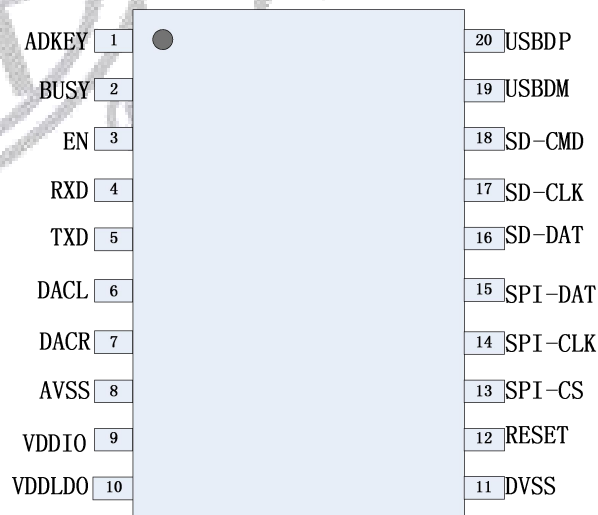 ADKEY 1 20 USBDP
BUSY 2 19 USBDM
EN 3 18 SD-CMD
RXD 4 17 SD-CLK
TXD 5 16 SD-DAT
DACL 6 15 SPI-DAT
DACR 7 14 SPI-CLK
AVSS 8 13 SPI-CS
VDDIO 9 12 RESET
VDDLDO 10 11 DVSS